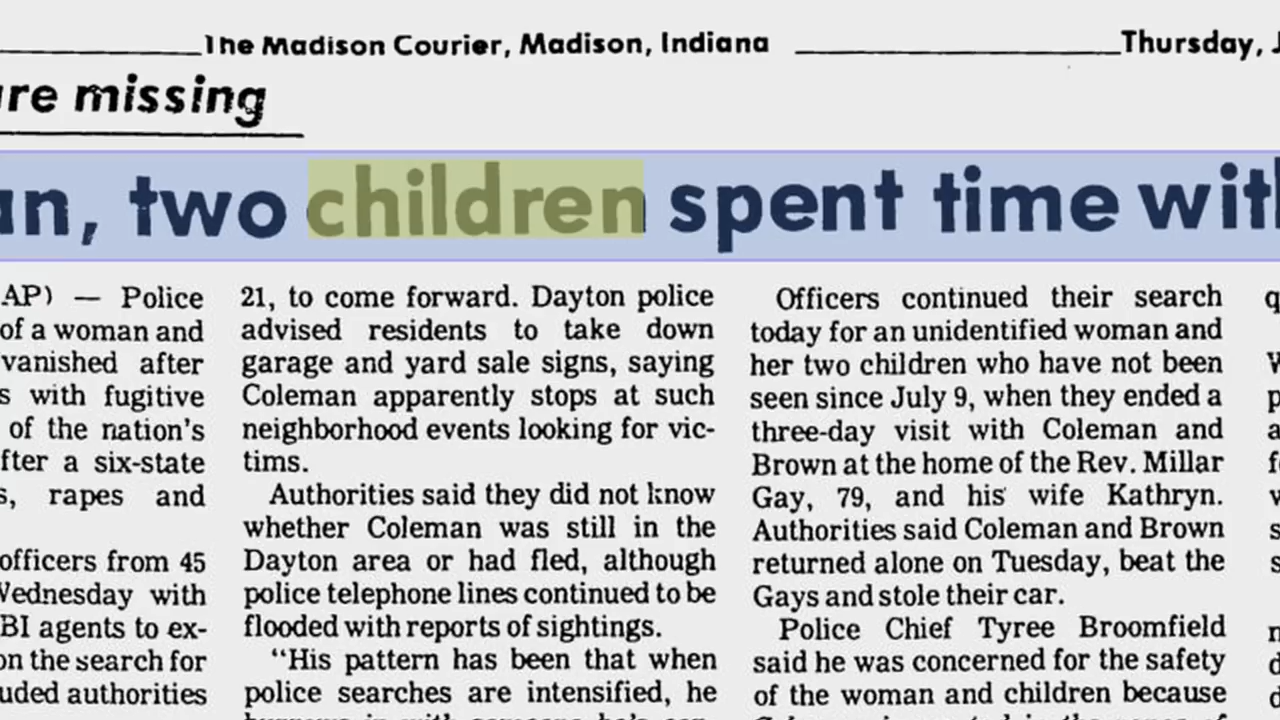 The Madison Courier, Madison, Indiana Thursday,
are missing
two children spent time
AP) — Police
of a woman and
vanished after
with fugitive
of the nation's
after a six-state
rapes and
officers from 45
Wednesday with
FBI agents to ex-
on the search for
authorities
21, to come forward. Dayton police
advised residents to take down
garage and yard sale signs, saying
Coleman apparently stops at such
neighborhood events looking for vic-
tims.
Authorities said they did not know
whether Coleman was still in the
Dayton area or had fled, although
police telephone lines continued to be
flooded with reports of sightings.
"His pattern has been that when
police searches are intensified, he
Officers continued their search
today for an unidentified woman and
her two children who have not been
seen since July 9, when they ended a
three-day visit with Coleman and
Brown at the home of the Rev. Millar
Gay, 79, and his wife Kathryn.
Authorities said Coleman and Brown
returned alone on Tuesday, beat the
Gays and stole their car.
Police Chief Tyree Broomfield
said he was concerned for the safety
of the woman and children because